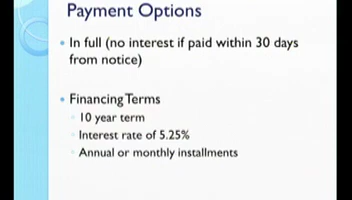 Payment Options
• In full (no interest if paid within 30 days
from notice)
• Financing Terms
◦ 10 year term
◦ Interest rate of 5.25%
◦ Annual or monthly installments